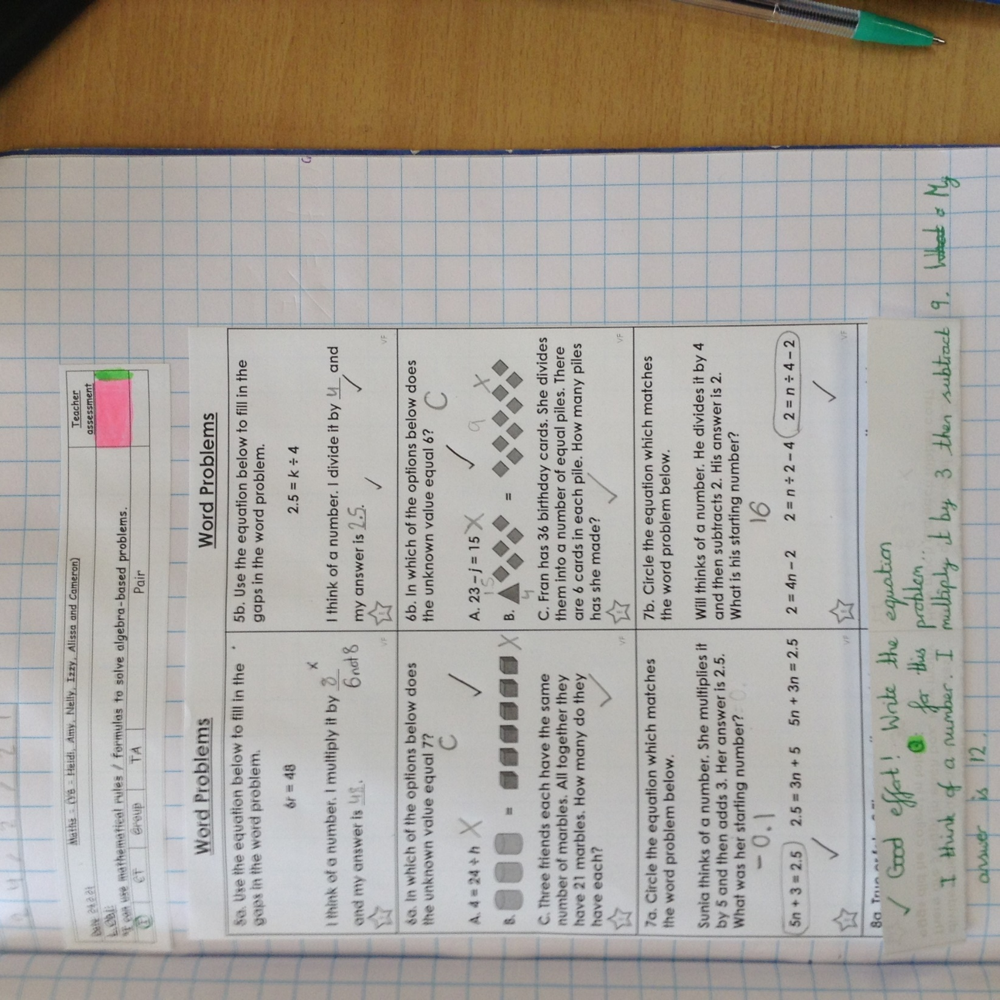 Maths - (Y6 - Heidi, Amy, Nelly, Izzy, Alissa and Cameron)
Teacher
assessment
I can use mathematical rules / formulas to solve algebra-based problems.
I CT Group TA Pair
Word Problems
5a. Use the equation below to fill in the
gaps in the word problem.
6r = 48
I think of a number. I multiply it by 8 x
6 not 8
and my answer is 48.
VF
6a. In which of the options below does
the unknown value equal 7?
C
A. 4 = 24 ÷ h X
B. = X
C. Three friends each have the same
number of marbles. All together they
have 21 marbles. How many do they
have each?
VF
7a. Circle the equation which matches
the word problem below.
Sunia thinks of a number. She multiplies it
by 5 and then adds 3. Her answer is 2.5.
What was her starting number?
- 0.1
5n + 3 = 2.5 2.5 = 3n + 5 5n + 3n = 2.5
VF
8a.
Word Problems
5b. Use the equation below to fill in the
gaps in the word problem.
2.5 = k ÷ 4
I think of a number. I divide it by 4 and
my answer is 2.5.
VF
6b. In which of the options below does
the unknown value equal 6?
C
A. 23 – j = 15 X
15 9 X
B. =
4
C. Fran has 36 birthday cards. She divides
them into a number of equal piles. There
are 6 cards in each pile. How many piles
has she made?
VF
7b. Circle the equation which matches
the word problem below.
Will thinks of a number. He divides it by 4
and then subtracts 2. His answer is 2.
What is his starting number?
16
2 = 4n – 2 2 = n ÷ 2 – 4 2 = n ÷ 4 – 2
VF
✓ Good effort! Write the equation
Q. for this problem..
I think of a number. I multiply it by 3 then subtract 9. My
answer is 12.